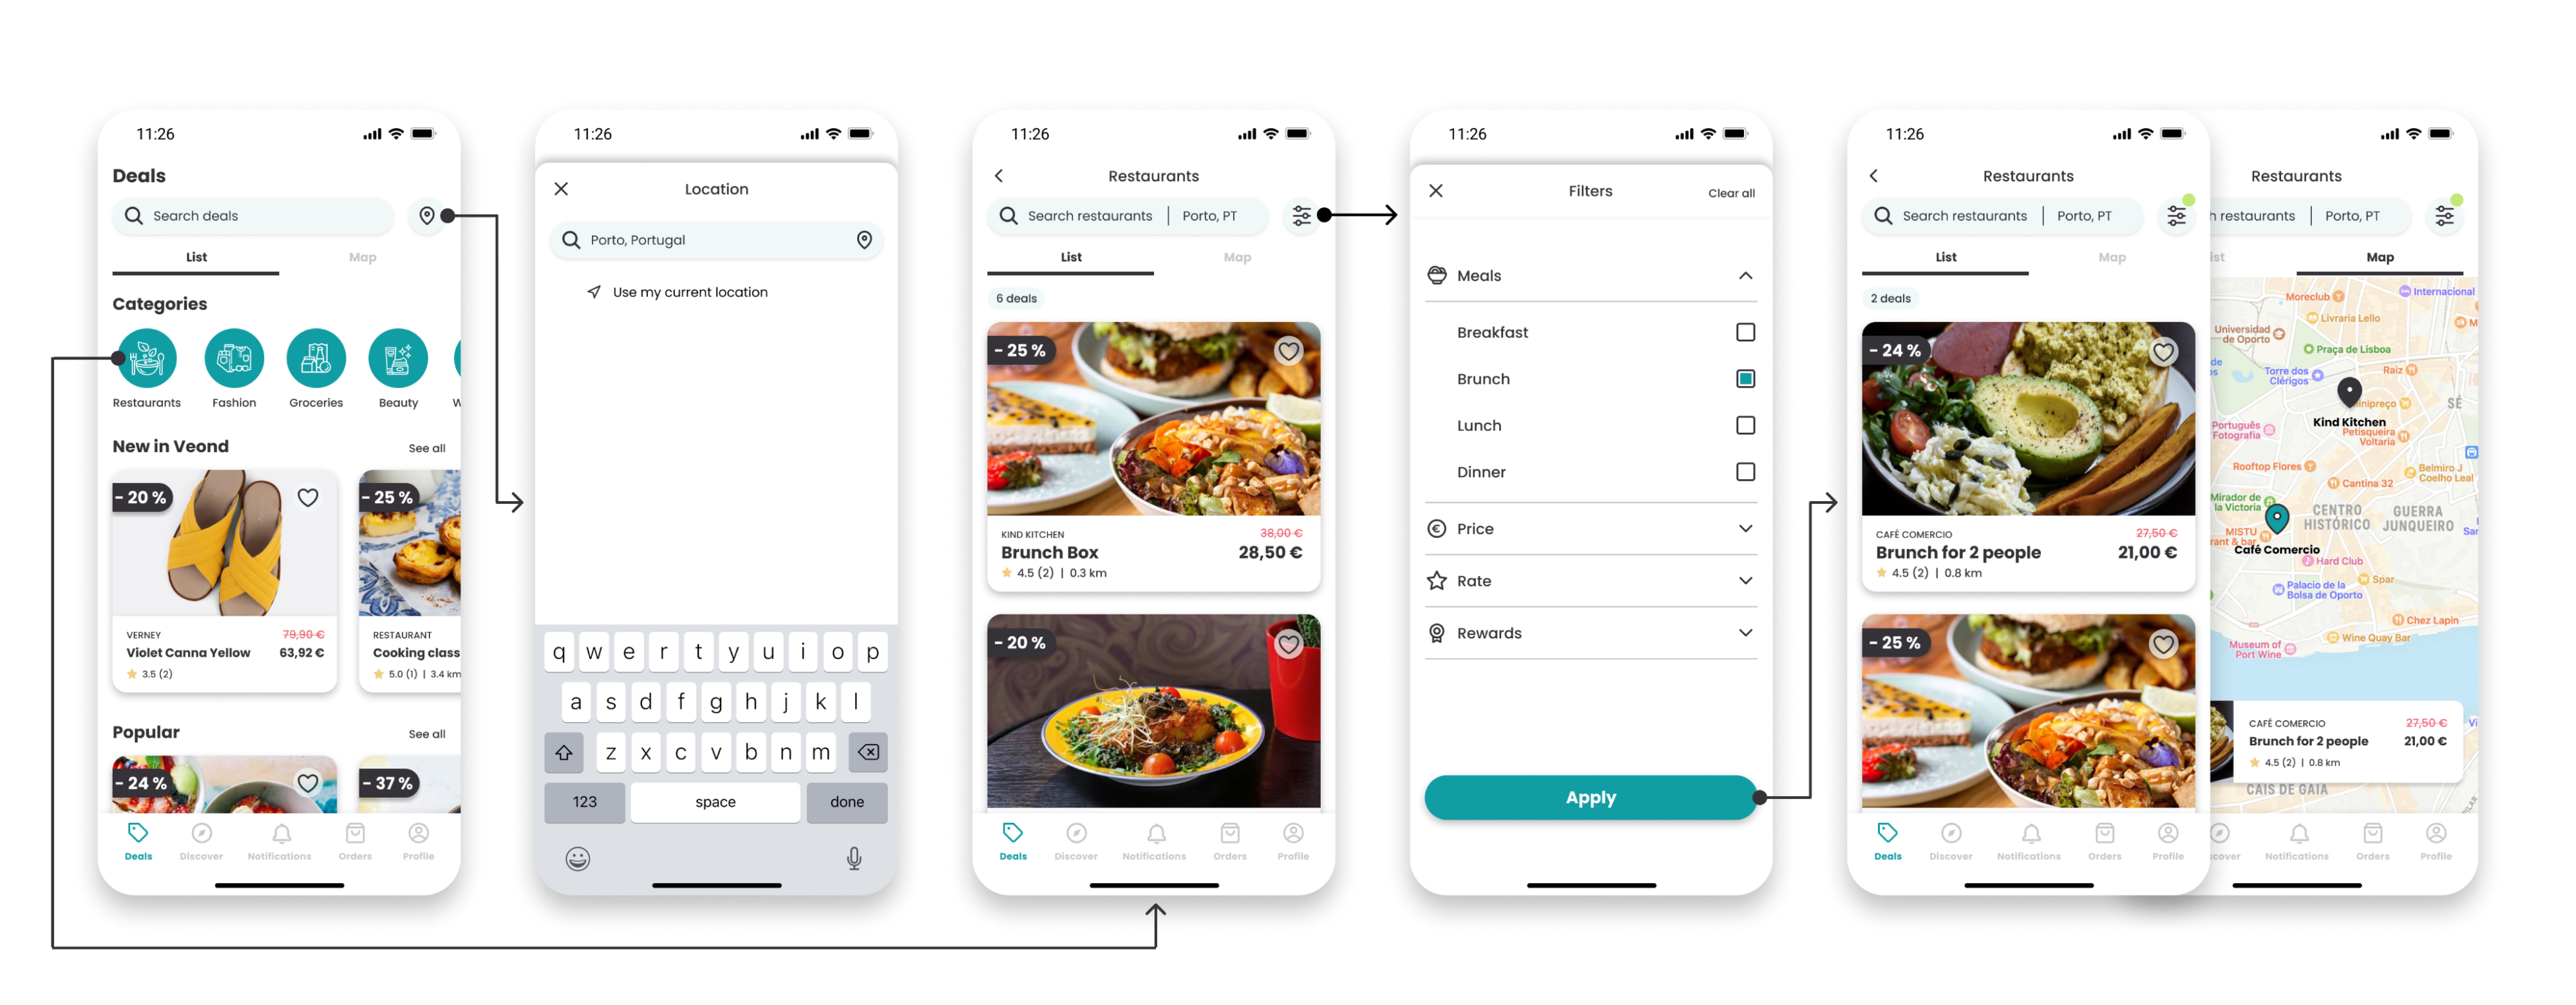 11:26
Deals
Search deals
List
Map
Categories
Restaurants
Fashion
Groceries
Beauty
W
New in Veond
See all
- 20 %
VERNEY
79,90 €
Violet Canna Yellow
63,92 €
3.5 (2)
- 25 %
RESTAURANT
Cooking class
5.0 (1) | 3.4 km
Popular
See all
- 24 %
- 37 %
Deals
Discover
Notifications
Orders
Profile
11:26
Location
Porto, Portugal
Use my current location
q w e r t y u i o p
a s d f g h j k l
z x c v b n m
123
space
done
11:26
Restaurants
Search restaurants | Porto, PT
List
Map
6 deals
- 25 %
KIND KITCHEN
38,00 €
Brunch Box
28,50 €
4.5 (2) | 0.3 km
- 20 %
Deals
Discover
Notifications
Orders
Profile
11:26
Filters
Clear all
Meals
Breakfast
Brunch
Lunch
Dinner
€ Price
Rate
Rewards
Apply
11:26
Restaurants
Search restaurants | Porto, PT
List
Map
2 deals
- 24 %
CAFÉ COMERCIO
27,50 €
Brunch for 2 people
21,00 €
4.5 (2) | 0.8 km
- 25 %
Deals
Discover
Notifications
Orders
Profile
Restaurants
h restaurants | Porto, PT
ist
Map
Moreclub
Internacional
Livraria Lello
M
Universidad
de Oporto
Praça de Lisboa
de
os
Torre dos
Clérigos
Raiz
inipreço
SÉ
Kind Kitchen
Português
Fotografia
Petisqueira
Voltaria
Rooftop Flores
Belmiro J
Coelho Leal
Cantina 32
Mirador de
la Victoria
CENTRO
HISTÓRICO
GUERRA
JUNQUEIRO
MISTU
rant & bar
Sar
Café Comercio
Hard Club
Spar
Palacio de la
Bolsa de Oporto
Chez Lapin
Wine Quay Bar
Museum of
Port Wine
CAFÉ COMERCIO
27,50 €
Vi
Brunch for 2 people
21,00 €
4.5 (2) | 0.8 km
CAIS DE GAIA
PILAR
cover
Notifications
Orders
Profile